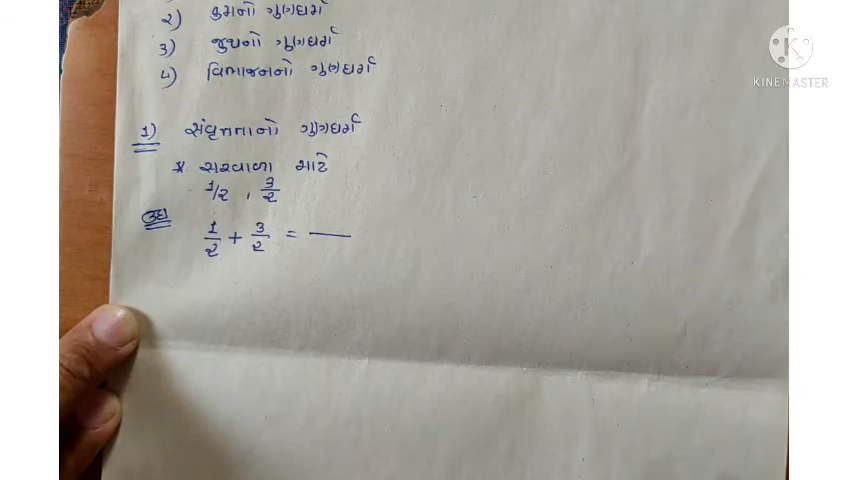 ૨) ક્રમનો ગુણધર્મ
૩) જુથનો ગુણધર્મ
૪) વિભાજનનો ગુણધર્મ
૧) સંવૃત્તતાનો ગુણધર્મ
* સરવાળા માટે
૧/૨ , ૩/૨
ઉદા
૧/૨ + ૩/૨ = ___
KINEMASTER